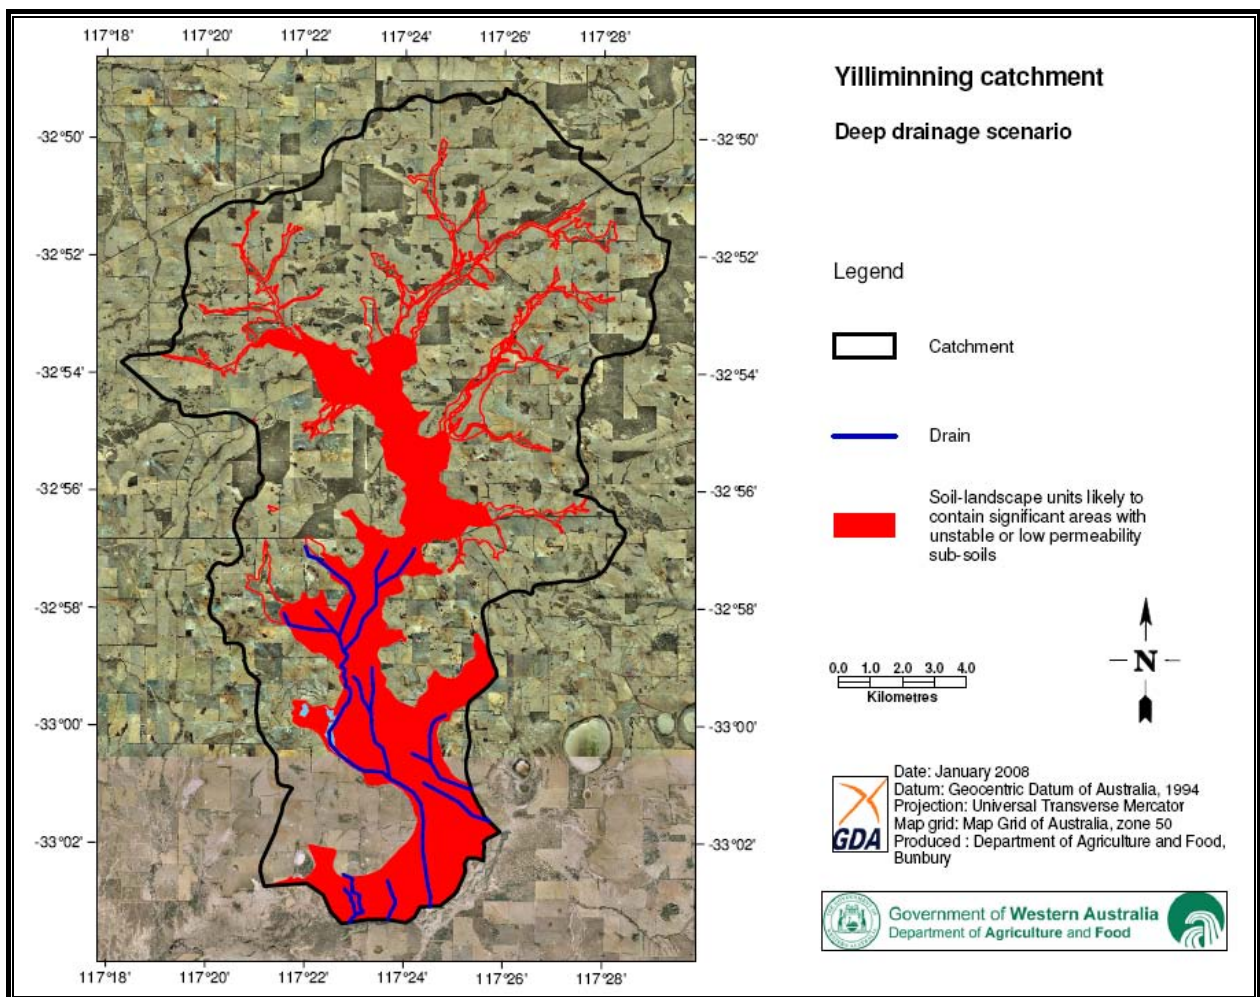 117°18' 117°20' 117°22' 117°24' 117°26' 117°28'
-32°50' -32°50'
-32°52' -32°52'
-32°54' -32°54'
-32°56' -32°56'
-32°58' -32°58'
-33°00' -33°00'
-33°02' -33°02'
117°18' 117°20' 117°22' 117°24' 117°26' 117°28'
Yilliminning catchment
Deep drainage scenario
Legend
Catchment
Drain
Soil-landscape units likely to
contain significant areas with
unstable or low permeability
sub-soils
0.0 1.0 2.0 3.0 4.0
Kilometres
N
GDA
Date: January 2008
Datum: Geocentric Datum of Australia, 1994
Projection: Universal Transverse Mercator
Map grid: Map Grid of Australia, zone 50
Produced : Department of Agriculture and Food,
Bunbury
Government of Western Australia
Department of Agriculture and Food